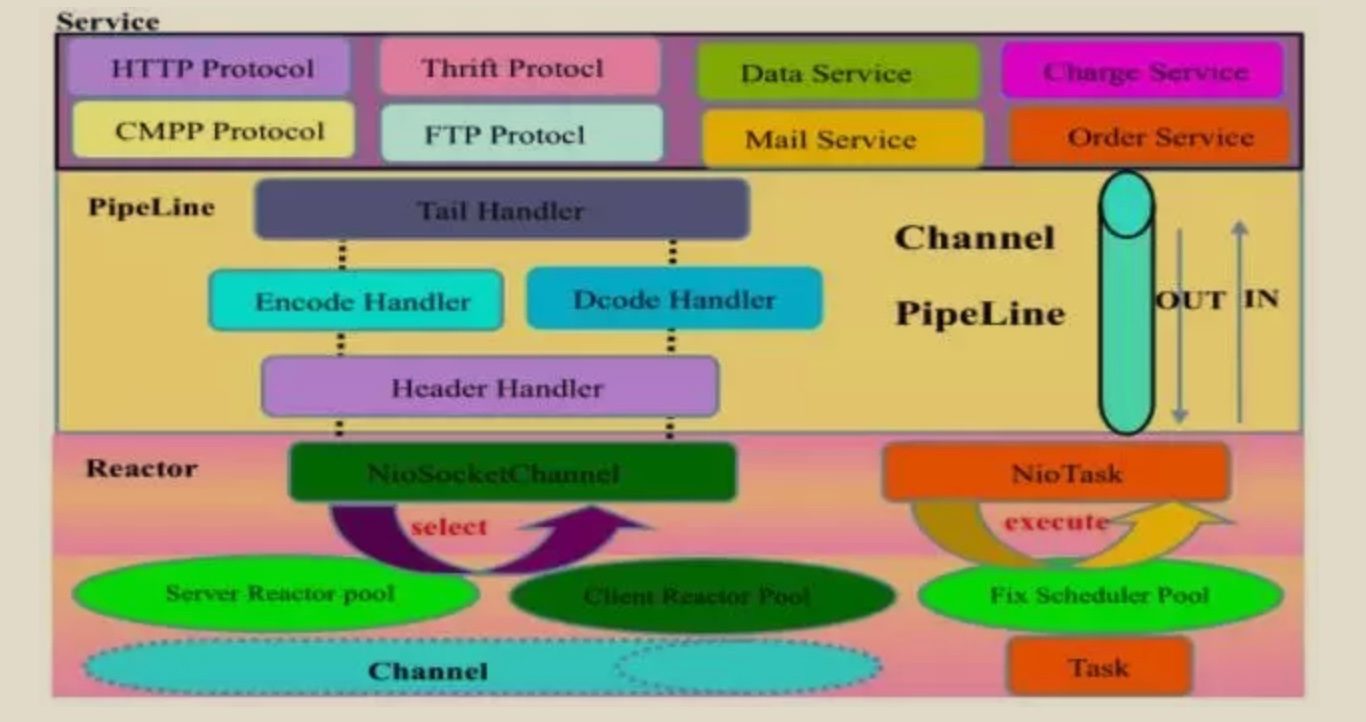 Service
HTTP Protocol
Thrift Protocl
Data Service
Charge Service
CMPP Protocol
FTP Protocl
Mail Service
Order Service
PipeLine
Tail Handler
Channel
PipeLine
Encode Handler
Dcode Handler
OUT
IN
Header Handler
Reactor
NioSocketChannel
NioTask
select
execute
Server Reactor pool
Client Reactor Pool
Fix Scheduler Pool
Channel
Task